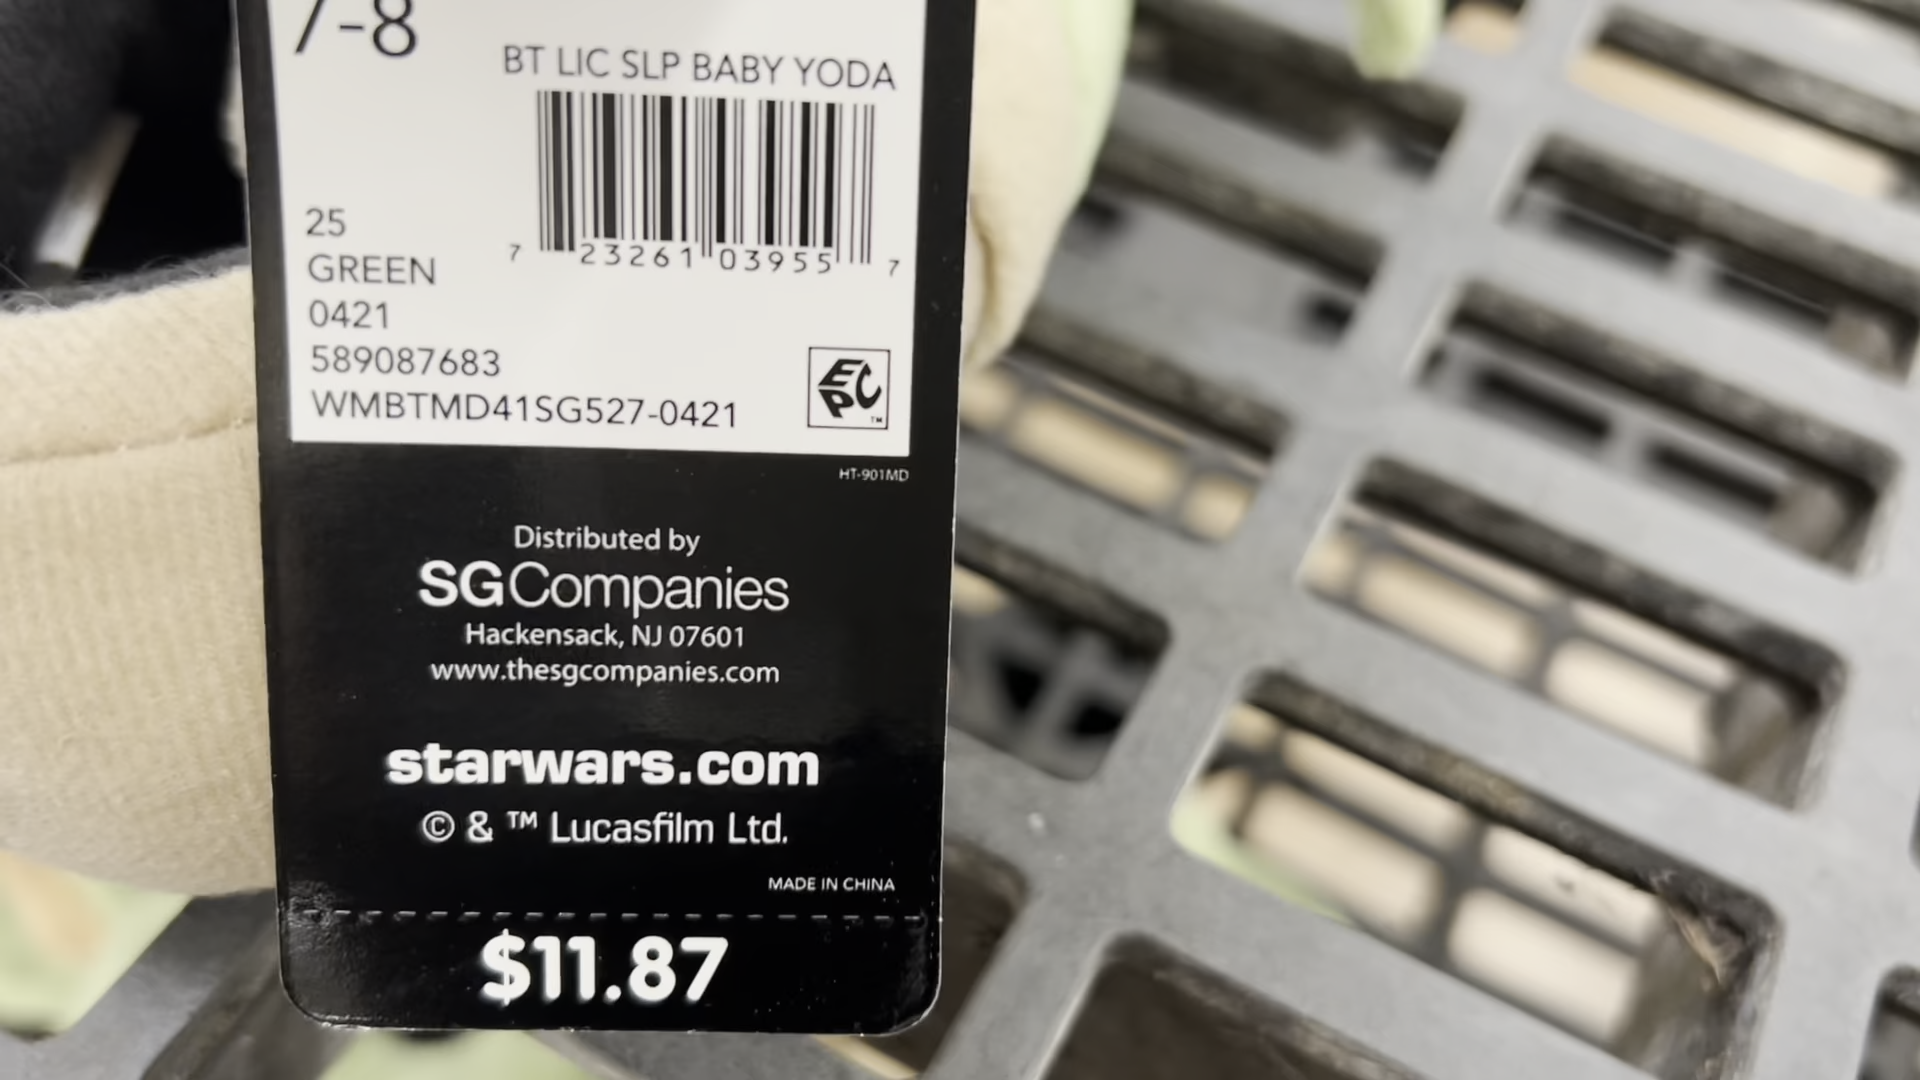 7-8
BT LIC SLP BABY YODA
7 23261 03955 7
25
GREEN
0421
589087683
WMBTMD41SG527-0421
EPC™
HT-901MD
Distributed by
SGCompanies
Hackensack, NJ 07601
www.thesgcompanies.com
starwars.com
© & ™ Lucasfilm Ltd.
MADE IN CHINA
$11.87